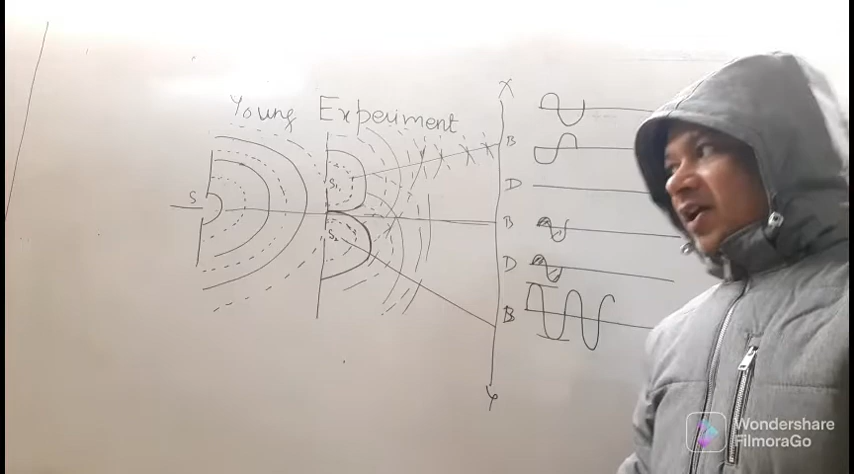 Young Experiment
X
B
S
S₁
D
B
S₂
D
B
Y
Wondershare
FilmoraGo